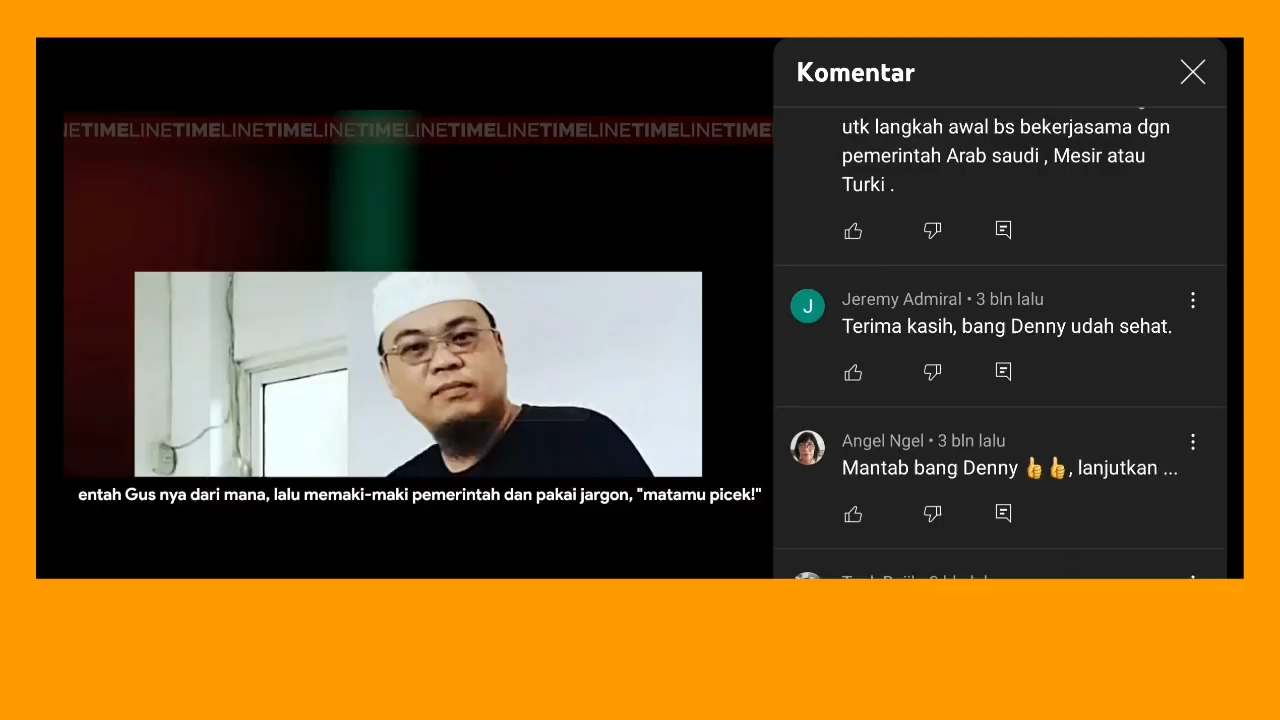 NETIMELINETIMELINETIMELINETIMELINETIMELINETIMELINETIMELINETIME
entah Gus nya dari mana, lalu memaki-maki pemerintah dan pakai jargon, "matamu picek!"
Komentar
utk langkah awal bs bekerjasama dgn
pemerintah Arab saudi , Mesir atau
Turki .
J
Jeremy Admiral • 3 bln lalu
Terima kasih, bang Denny udah sehat.
Angel Ngel • 3 bln lalu
Mantab bang Denny 👍👍, lanjutkan ...